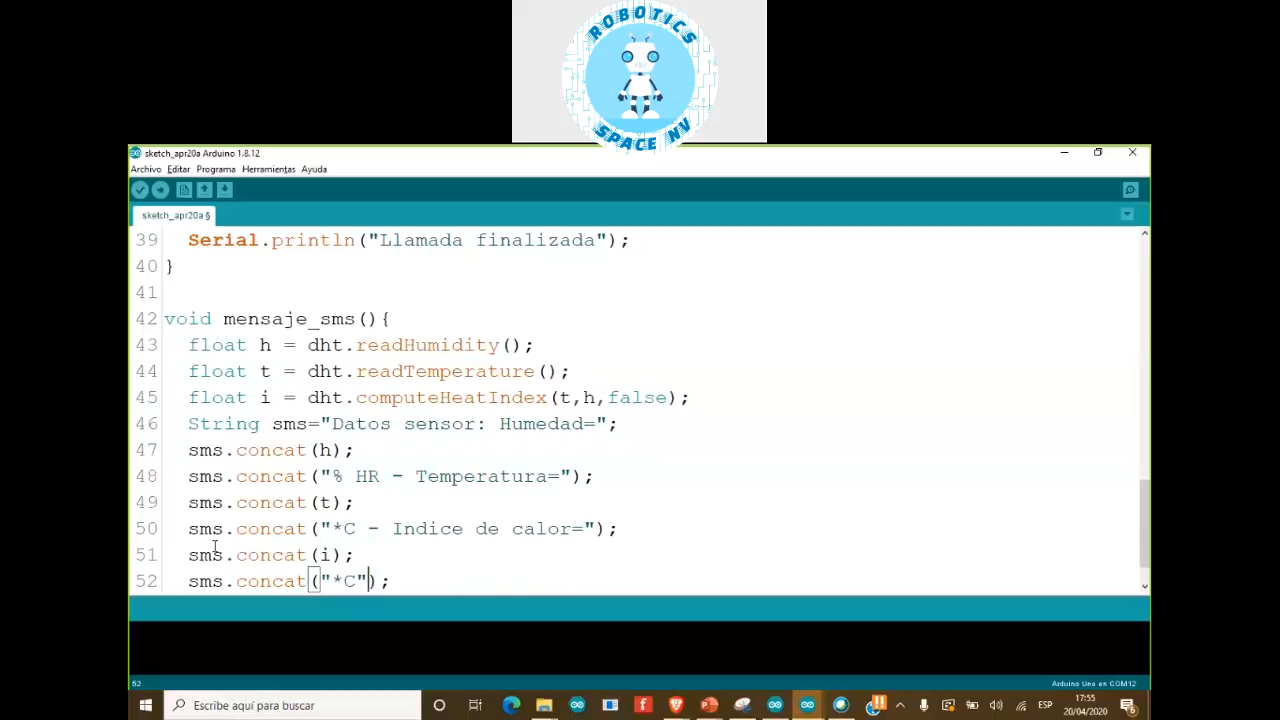 ROBOTICS
SPACE NV
sketch_apr20a Arduino 1.8.12
Archivo Editar Programa Herramientas Ayuda
sketch_apr20a §
39   Serial.println("Llamada finalizada");
40 }
41
42 void mensaje_sms(){
43   float h = dht.readHumidity();
44   float t = dht.readTemperature();
45   float i = dht.computeHeatIndex(t,h,false);
46   String sms="Datos sensor: Humedad=";
47   sms.concat(h);
48   sms.concat("% HR - Temperatura=");
49   sms.concat(t);
50   sms.concat("*C - Indice de calor=");
51   sms.concat(i);
52   sms.concat("*C");
52 Arduino Uno en COM12
Escribe aquí para buscar
ESP
17:55
20/04/2020
6